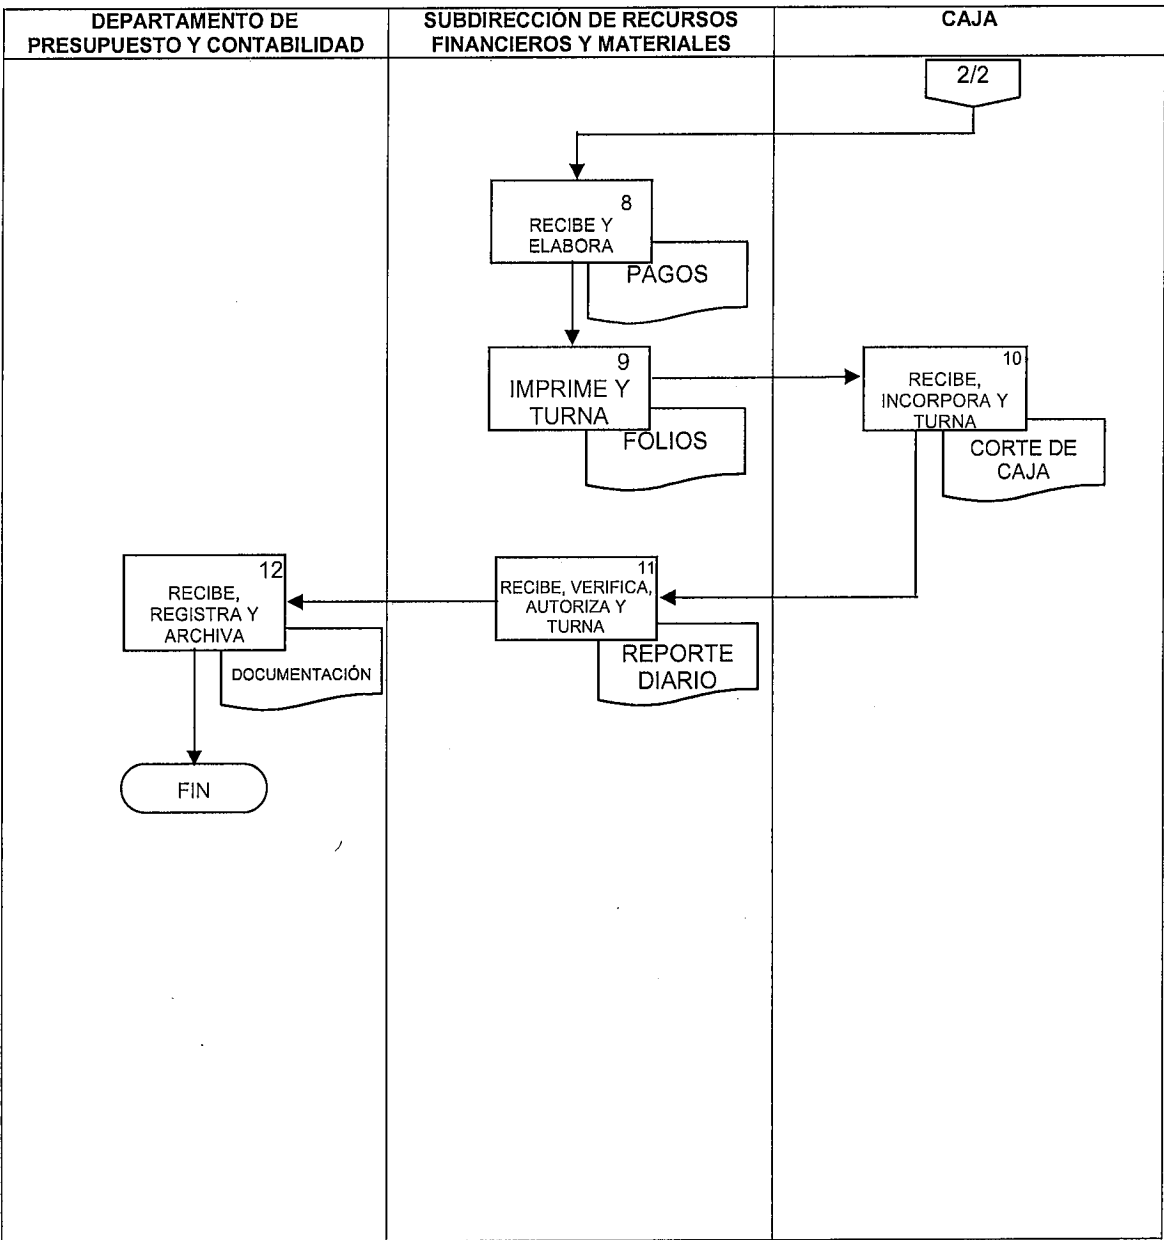 DEPARTAMENTO DE
PRESUPUESTO Y CONTABILIDAD
SUBDIRECCIÓN DE RECURSOS
FINANCIEROS Y MATERIALES
CAJA
2/2
8
RECIBE Y
ELABORA
PAGOS
9
IMPRIME Y
TURNA
FOLIOS
10
RECIBE,
INCORPORA Y
TURNA
CORTE DE
CAJA
11
RECIBE, VERIFICA,
AUTORIZA Y
TURNA
REPORTE
DIARIO
12
RECIBE,
REGISTRA Y
ARCHIVA
DOCUMENTACIÓN
FIN